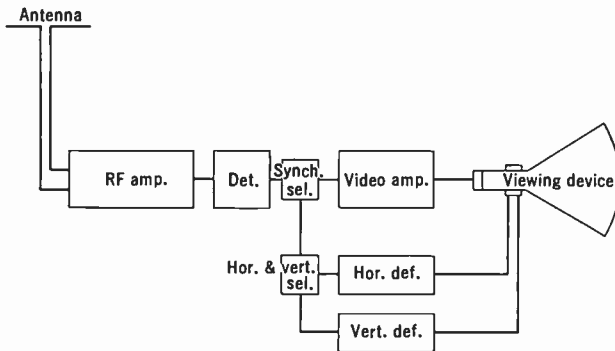 Antenna
RF amp.
Det.
Synch.
sel.
Video amp.
Viewing device
Hor. & vert.
sel.
Hor. def.
Vert. def.